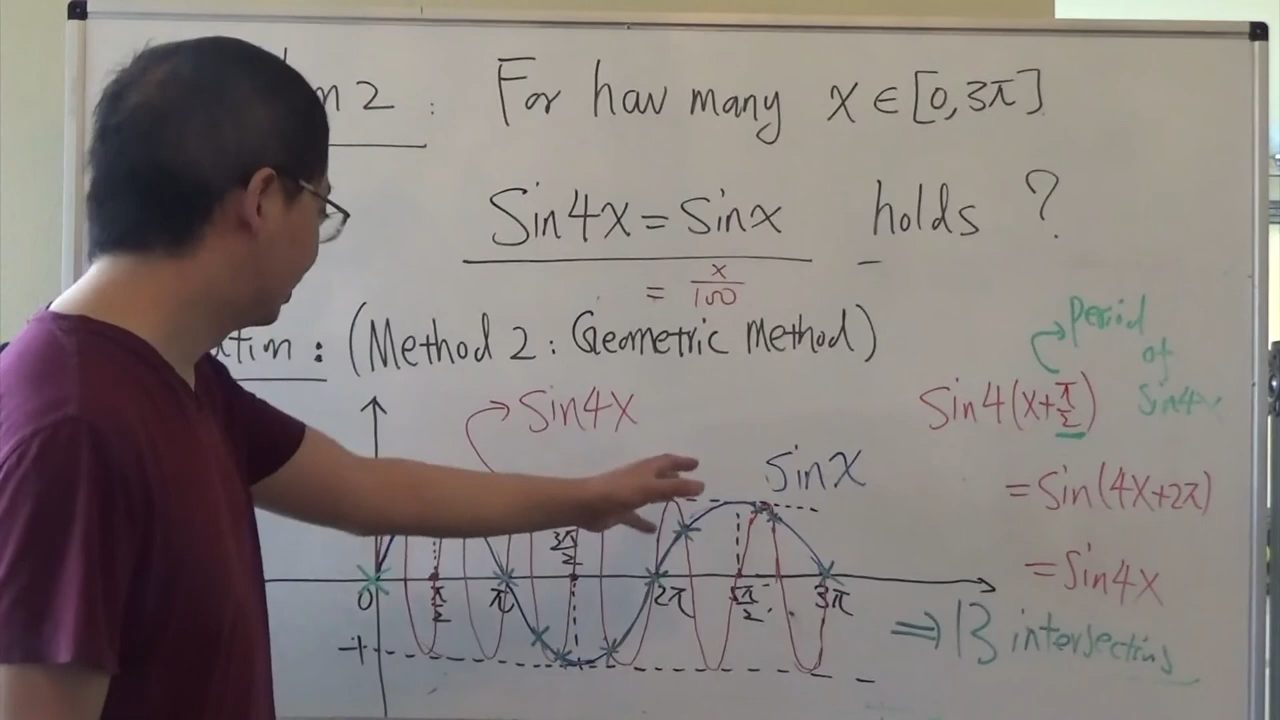 2 : For how many x ∈ [0, 3π]
Sin4x = Sinx holds ?
= x/100
: (Method 2 : Geometric Method)
Sin4x
Sinx
3π/2
0 π/2 π 2π 5π/2 3π
-1
period of Sin4x
Sin4(x+π/2)
= Sin(4x+2π)
= Sin4x
⇒ 13 intersections